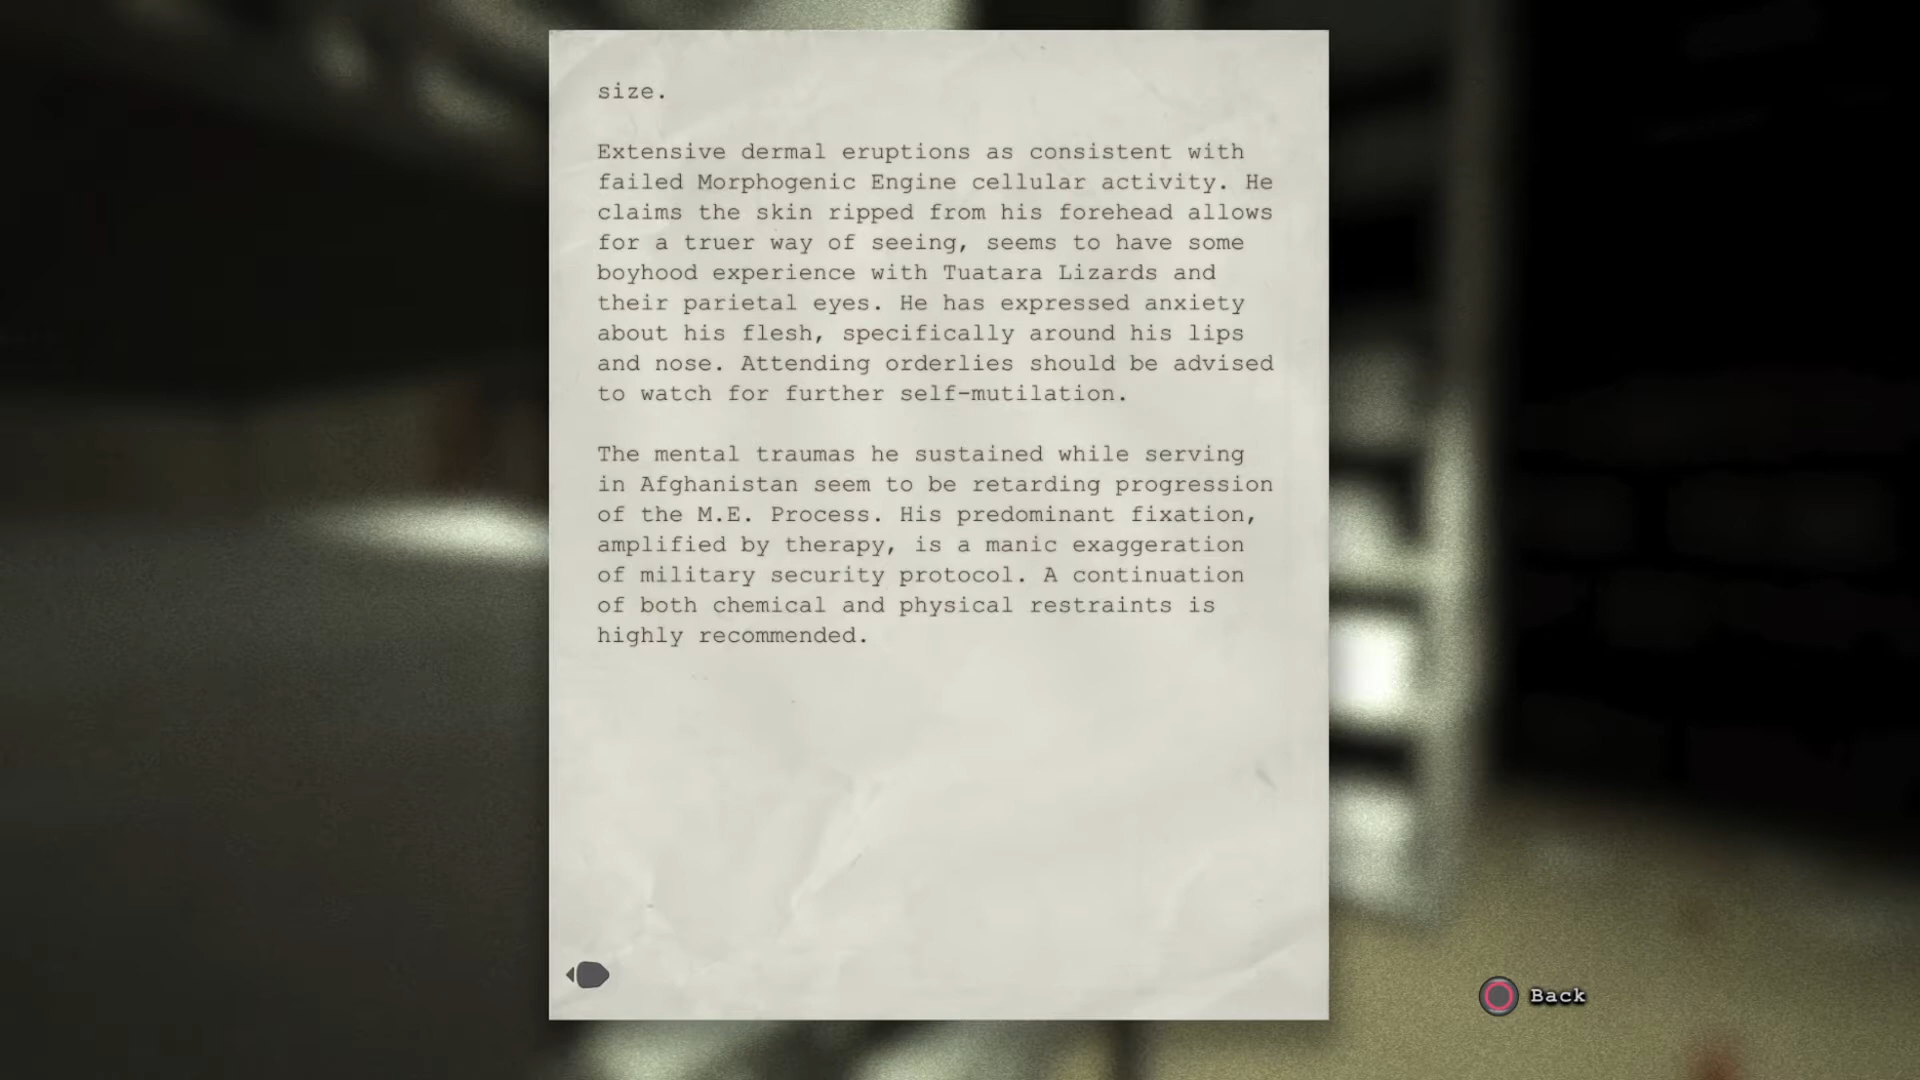 size.
Extensive dermal eruptions as consistent with
failed Morphogenic Engine cellular activity. He
claims the skin ripped from his forehead allows
for a truer way of seeing, seems to have some
boyhood experience with Tuatara Lizards and
their parietal eyes. He has expressed anxiety
about his flesh, specifically around his lips
and nose. Attending orderlies should be advised
to watch for further self-mutilation.
The mental traumas he sustained while serving
in Afghanistan seem to be retarding progression
of the M.E. Process. His predominant fixation,
amplified by therapy, is a manic exaggeration
of military security protocol. A continuation
of both chemical and physical restraints is
highly recommended.
Back